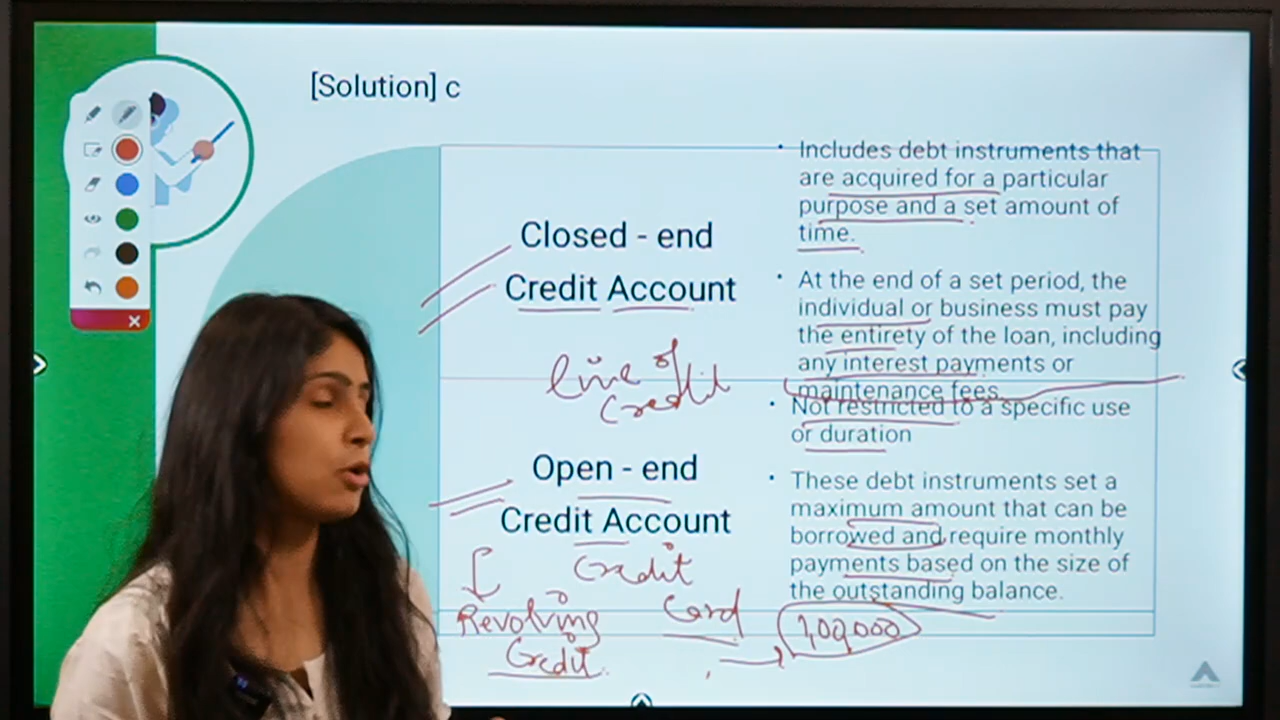 [Solution] c
Closed - end
Credit Account
• Includes debt instruments that
are acquired for a particular
purpose and a set amount of
time.
• At the end of a set period, the
individual or business must pay
the entirety of the loan, including
any interest payments or
maintenance fees.
line of
credit
Open - end
Credit Account
• Not restricted to a specific use
or duration
• These debt instruments set a
maximum amount that can be
borrowed and require monthly
payments based on the size of
the outstanding balance.
Revolving
Credit
Credit
Card
1,00,000